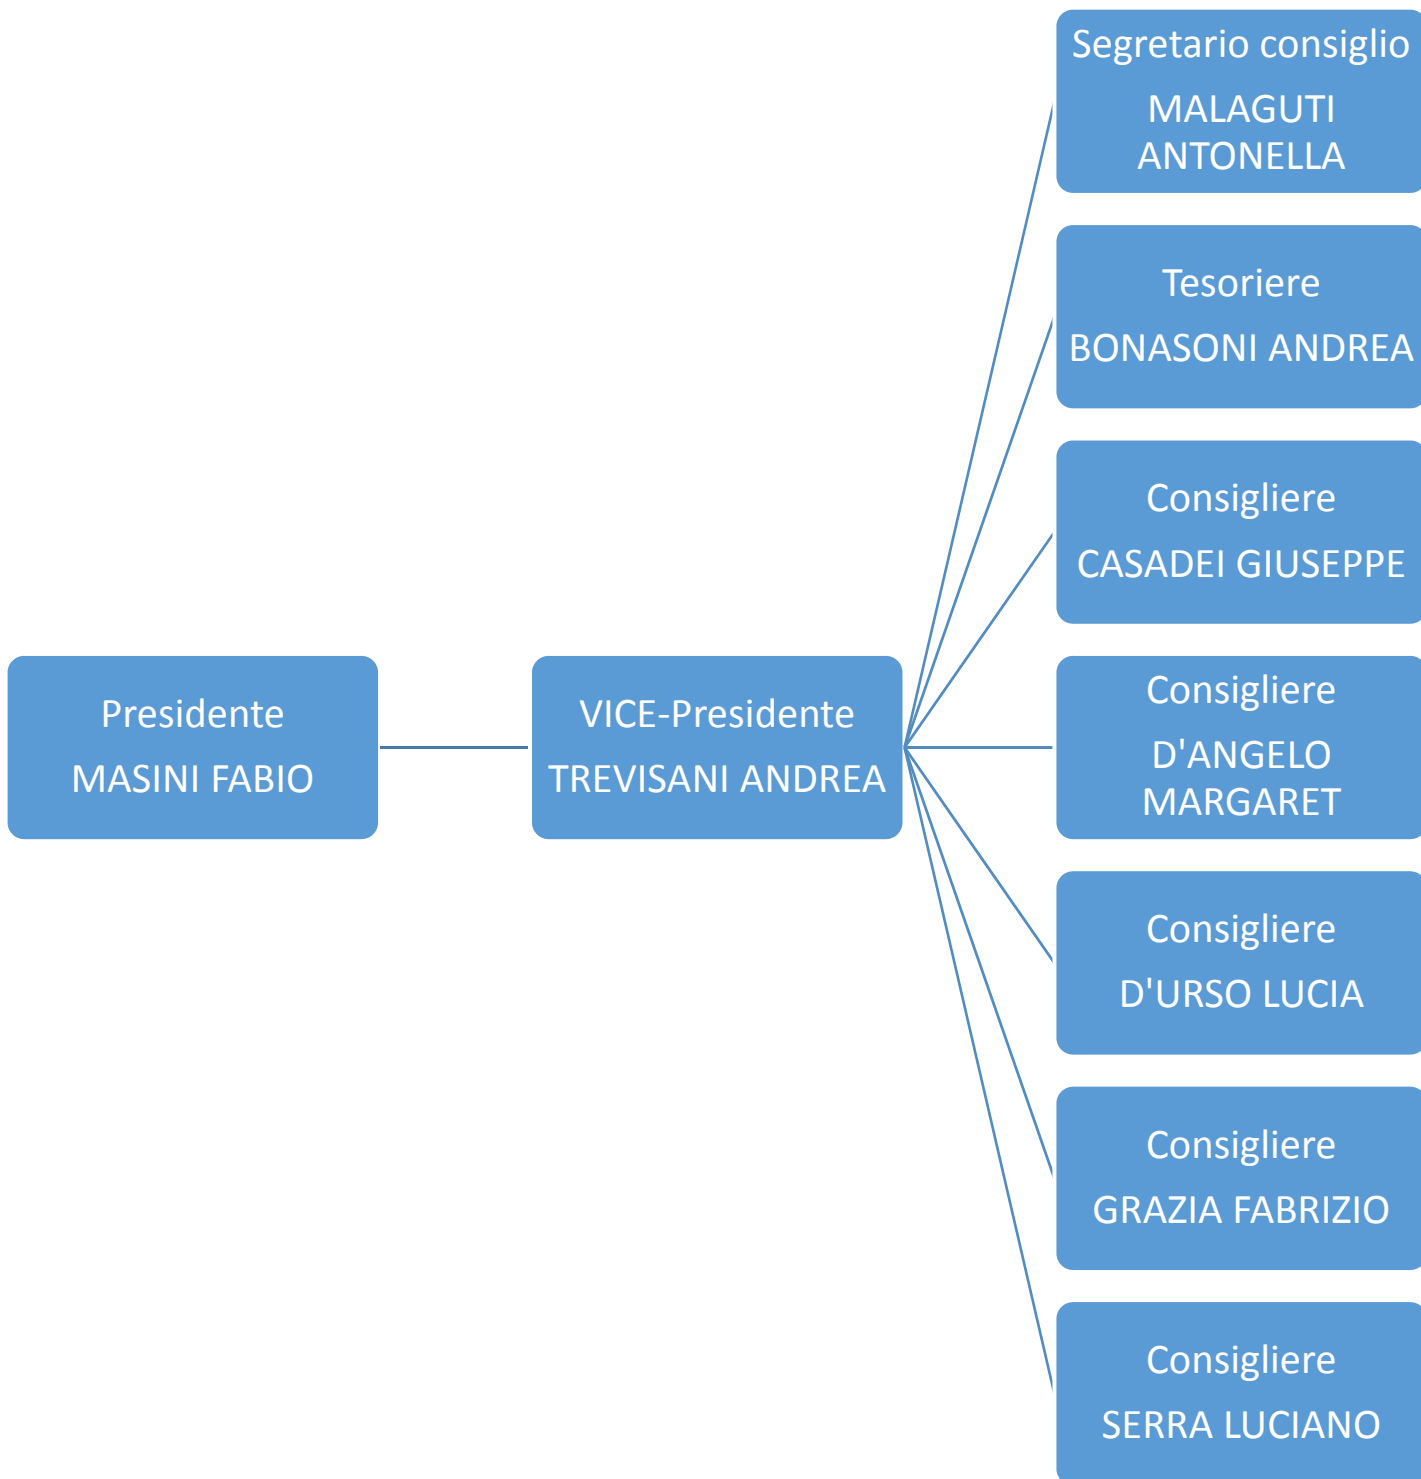 Presidente
MASINI FABIO
VICE-Presidente
TREVISANI ANDREA
Segretario consiglio
MALAGUTI
ANTONELLA
Tesoriere
BONASONI ANDREA
Consigliere
CASADEI GIUSEPPE
Consigliere
D'ANGELO
MARGARET
Consigliere
D'URSO LUCIA
Consigliere
GRAZIA FABRIZIO
Consigliere
SERRA LUCIANO